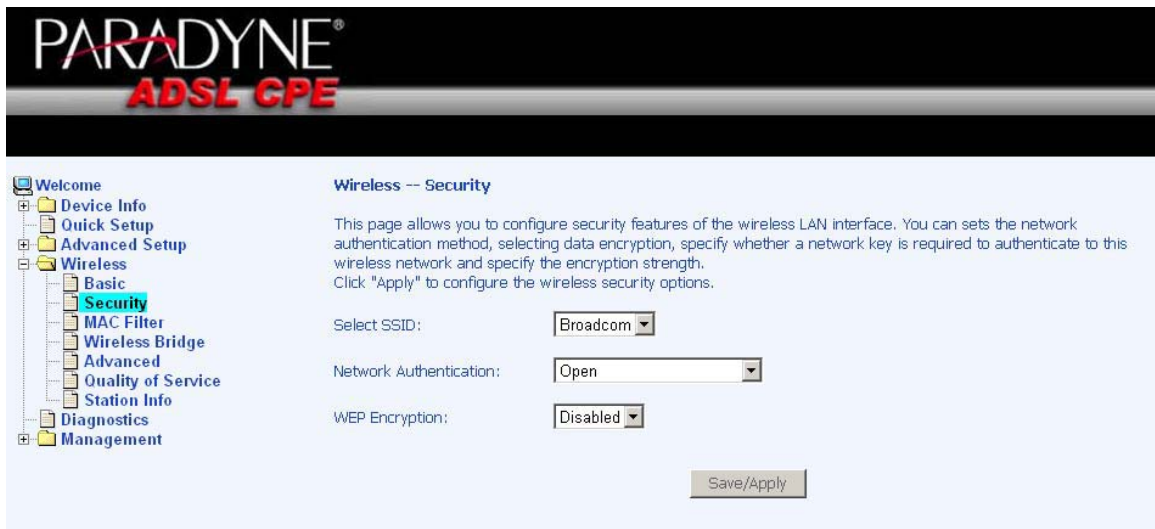 PARADYNE®
ADSL CPE
Welcome
Device Info
Quick Setup
Advanced Setup
Wireless
Basic
Security
MAC Filter
Wireless Bridge
Advanced
Quality of Service
Station Info
Diagnostics
Management
Wireless -- Security
This page allows you to configure security features of the wireless LAN interface. You can sets the network
authentication method, selecting data encryption, specify whether a network key is required to authenticate to this
wireless network and specify the encryption strength.
Click "Apply" to configure the wireless security options.
Select SSID: Broadcom
Network Authentication: Open
WEP Encryption: Disabled
Save/Apply